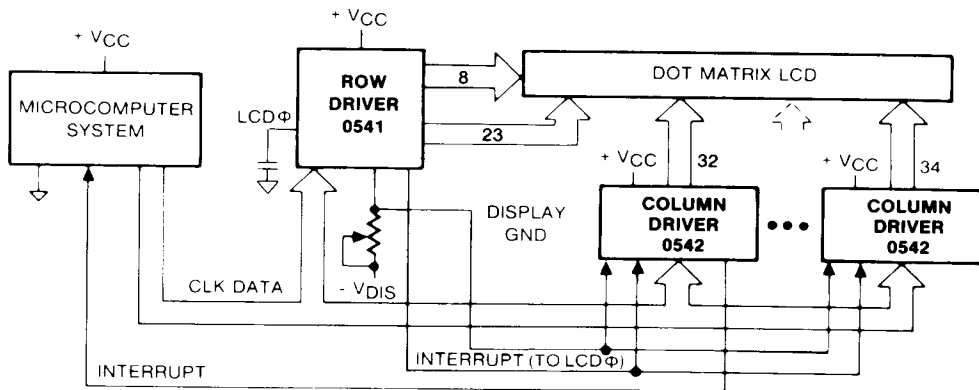 + VCC
+ VCC
MICROCOMPUTER
SYSTEM
ROW
DRIVER
0541
8
DOT MATRIX LCD
LCDΦ
23
+ VCC
32
+ VCC
34
DISPLAY
GND
COLUMN
DRIVER
0542
COLUMN
DRIVER
0542
CLK DATA
- VDIS
INTERRUPT
INTERRUPT (TO LCDΦ)